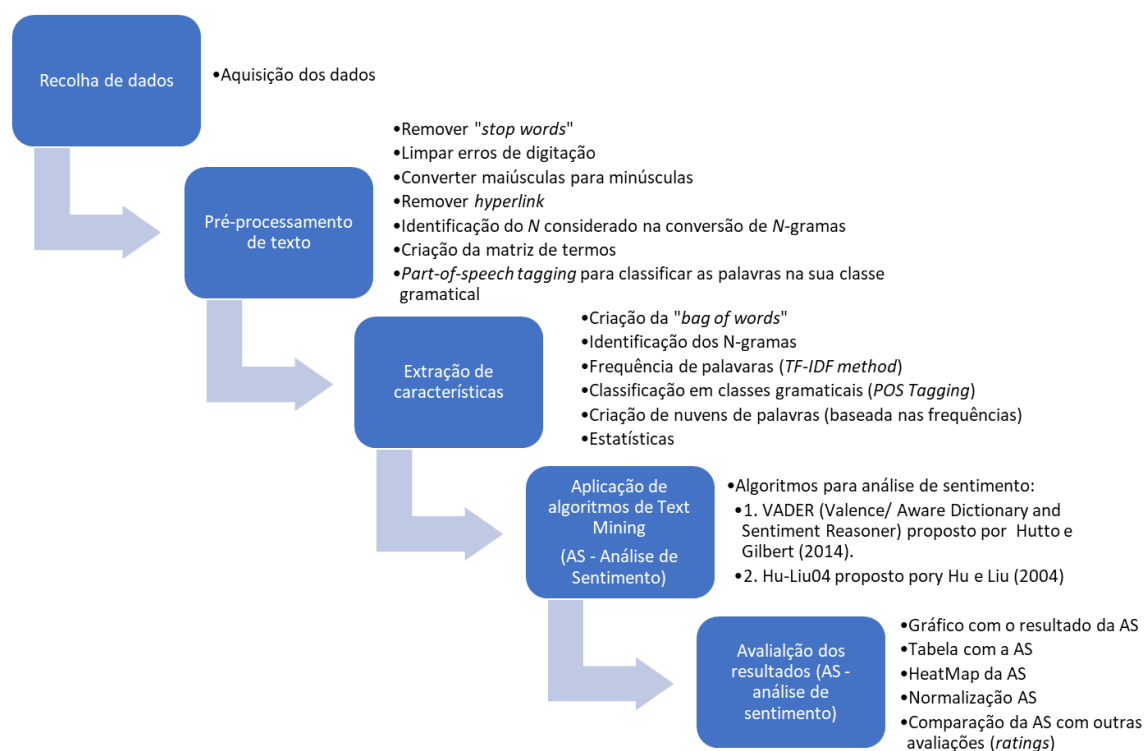 Recolha de dados
•Aquisição dos dados
Pré-processamento
de texto
•Remover "stop words"
•Limpar erros de digitação
•Converter maiúsculas para minúsculas
•Remover hyperlink
•Identificação do N considerado na conversão de N-gramas
•Criação da matriz de termos
•Part-of-speech tagging para classificar as palavras na sua classe
gramatical
Extração de
características
•Criação da "bag of words"
•Identificação dos N-gramas
•Frequência de palavaras (TF-IDF method)
•Classificação em classes gramaticais (POS Tagging)
•Criação de nuvens de palavras (baseada nas frequências)
•Estatísticas
Aplicação de
algoritmos de Text
Mining
(AS - Análise de
Sentimento)
•Algoritmos para análise de sentimento:
•1. VADER (Valence/ Aware Dictionary and
Sentiment Reasoner) proposto por Hutto e
Gilbert (2014).
•2. Hu-Liu04 proposto pory Hu e Liu (2004)
Avalialção dos
resultados (AS -
análise de
sentimento)
•Gráfico com o resultado da AS
•Tabela com a AS
•HeatMap da AS
•Normalização AS
•Comparação da AS com outras
avaliações (ratings)